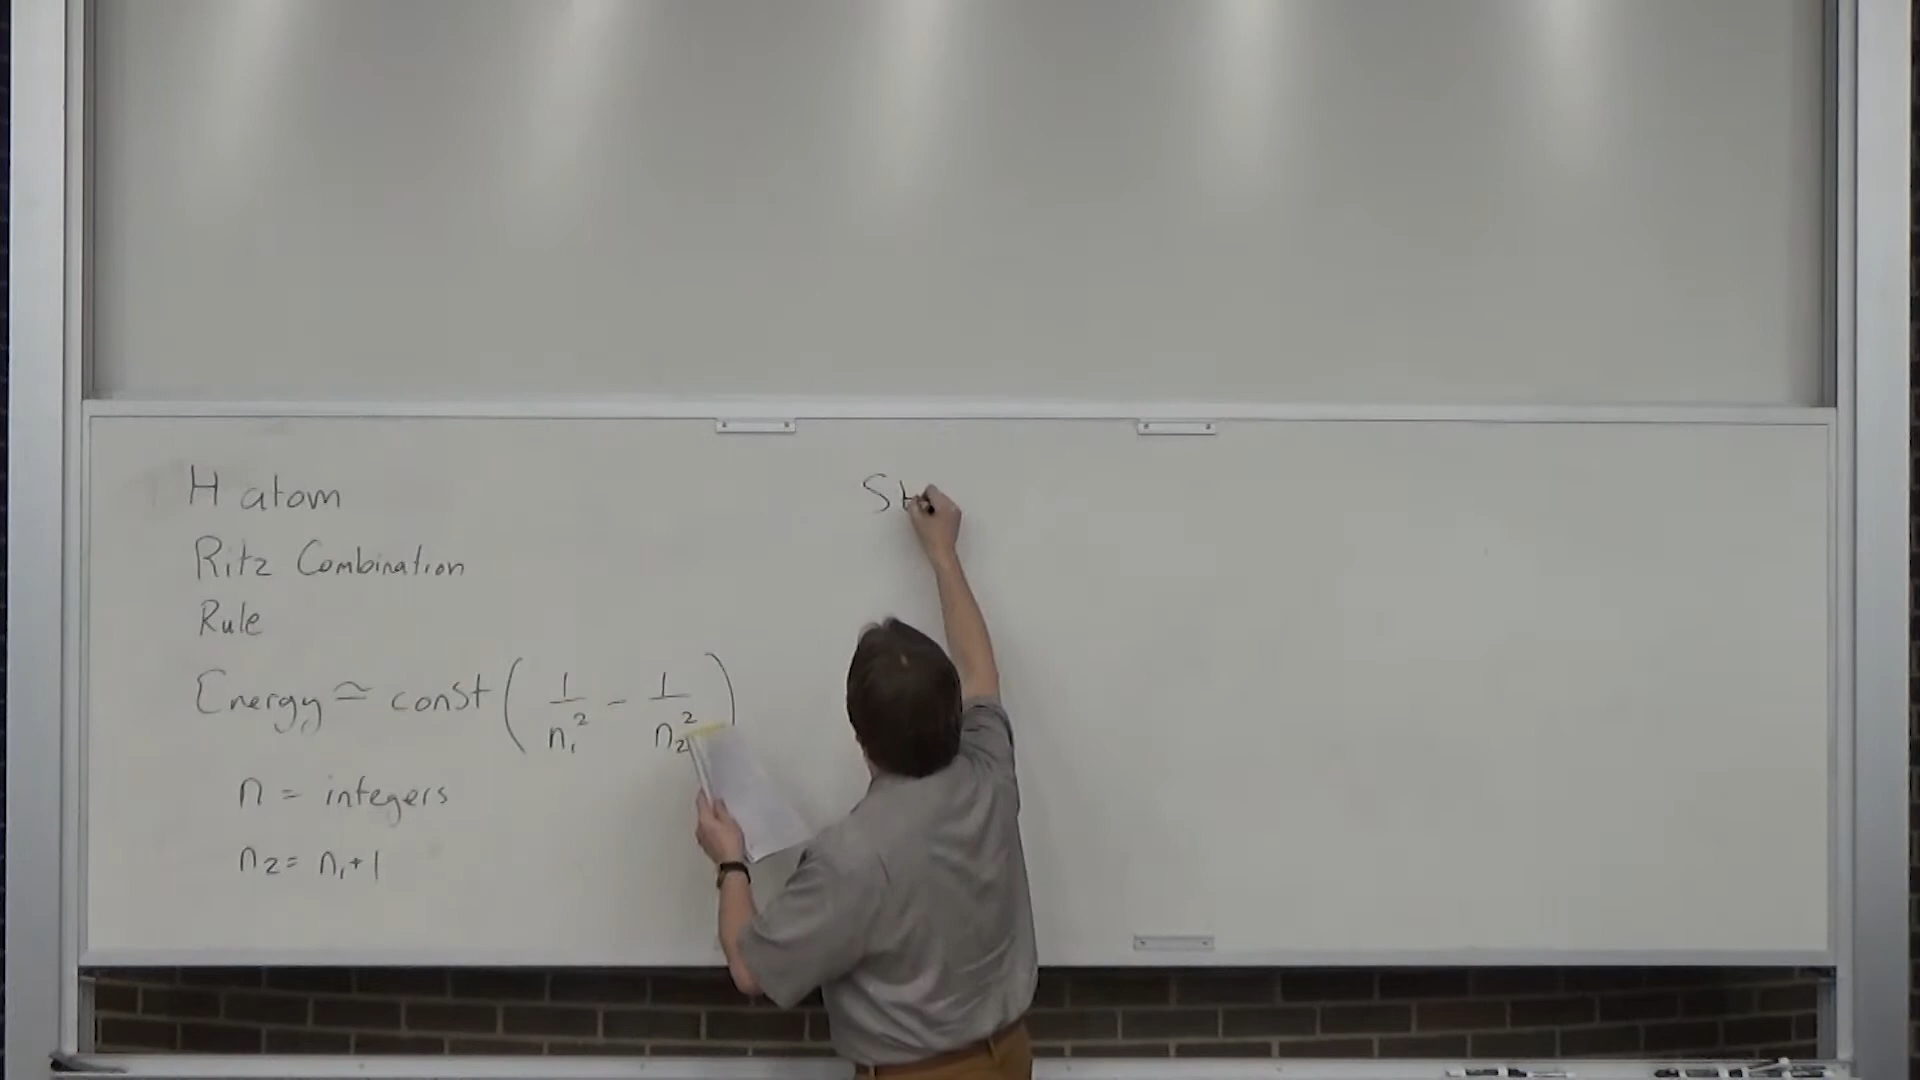 H atom
Ritz Combination
Rule
Energy ≃ const ( 1/n₁² − 1/n₂² )
n = integers
n₂ = n₁+1
St